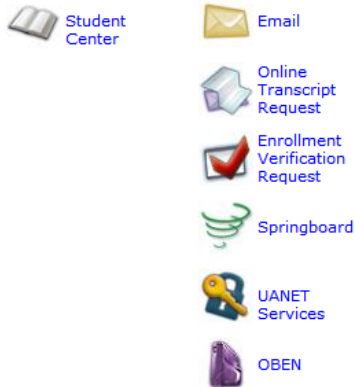 Student
Center
Email
Online
Transcript
Request
Enrollment
Verification
Request
Springboard
UANET
Services
OBEN